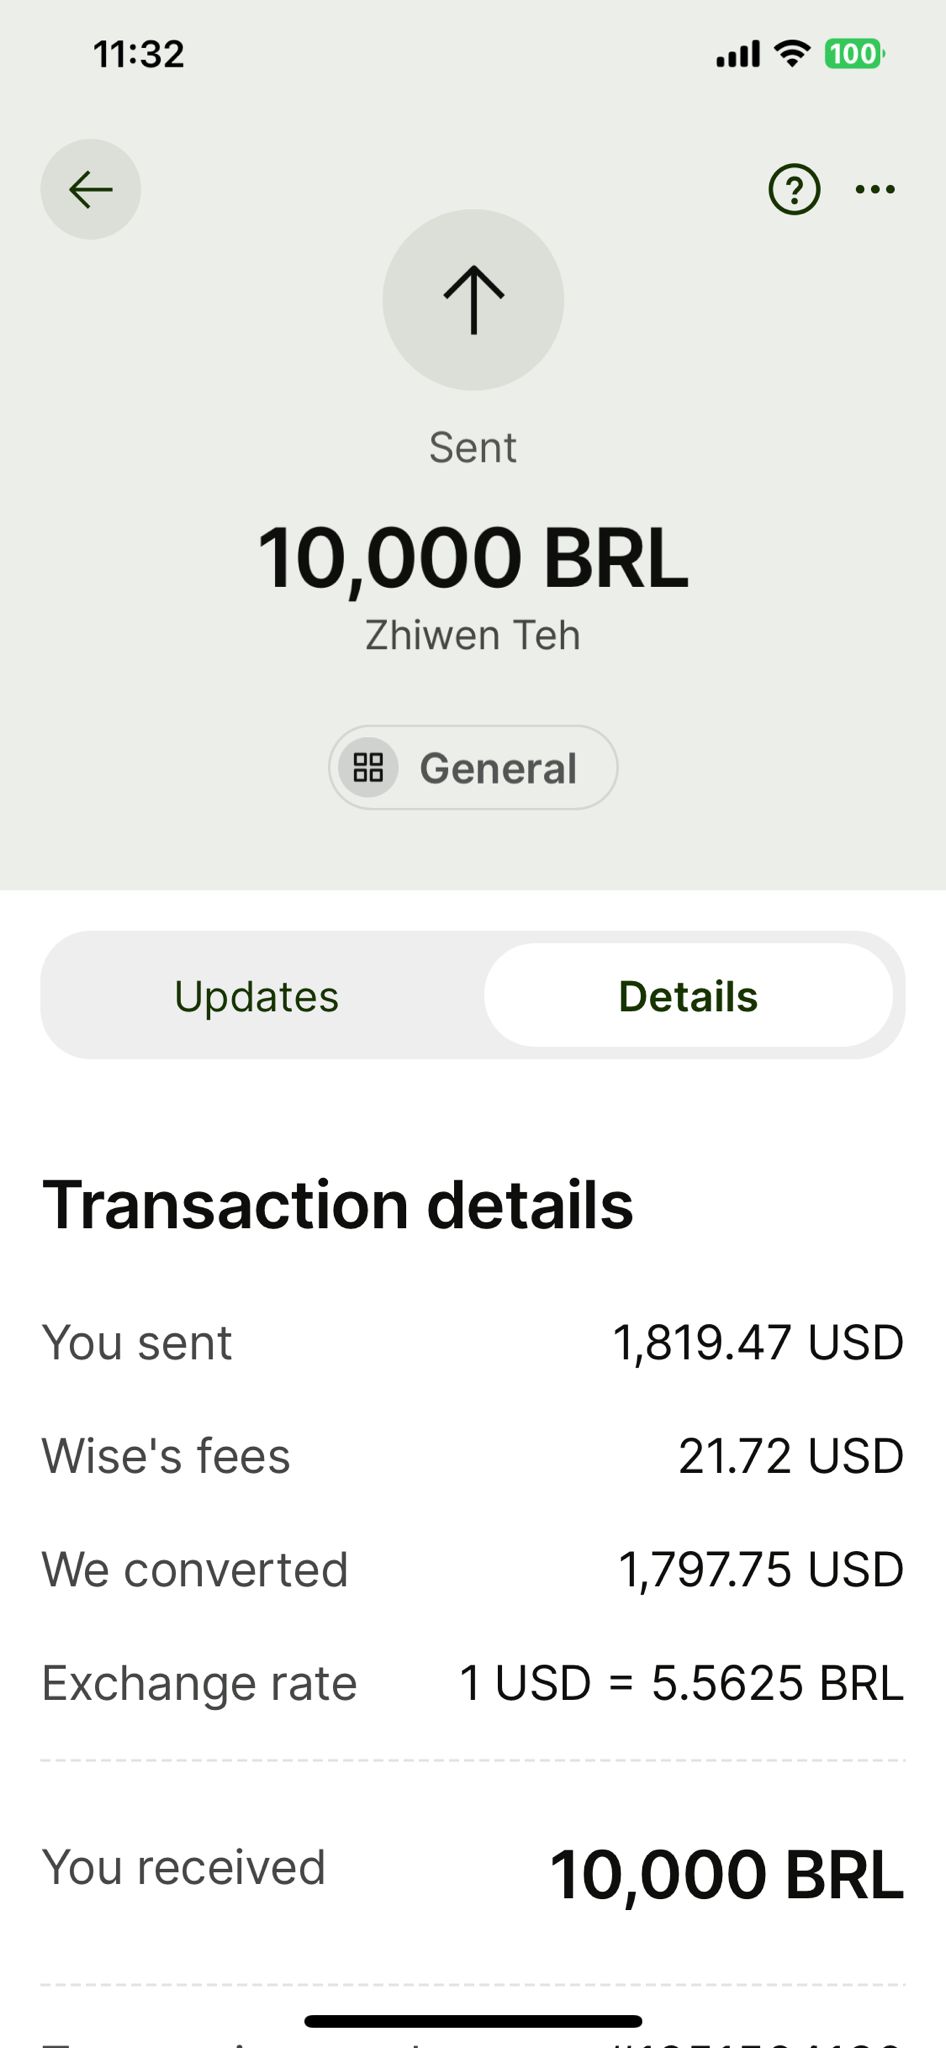 11:32
100
Sent
10,000 BRL
Zhiwen Teh
General
Updates Details
Transaction details
You sent 1,819.47 USD
Wise's fees 21.72 USD
We converted 1,797.75 USD
Exchange rate 1 USD = 5.5625 BRL
You received 10,000 BRL